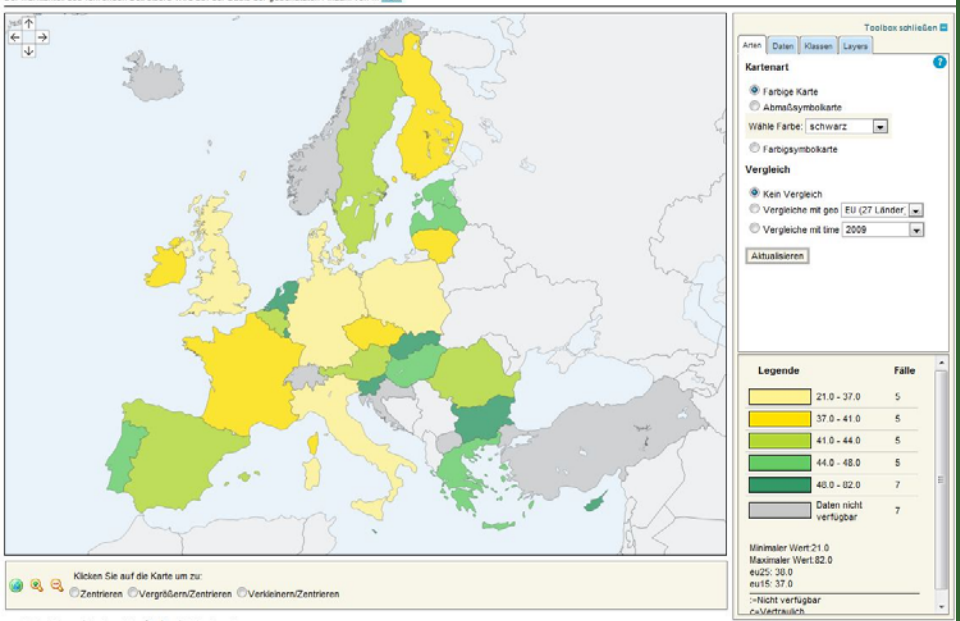 Toolbox schließen
Arten Daten Klassen Layers
Kartenart
?
Farbige Karte
Abmaßsymbolkarte
Wähle Farbe: schwarz
Farbigsymbolkarte
Vergleich
Kein Vergleich
Vergleiche mit geo EU (27 Länder)
Vergleiche mit time 2009
Aktualisieren
Legende Fälle
21.0 - 37.0 5
37.0 - 41.0 5
41.0 - 44.0 5
44.0 - 48.0 5
48.0 - 82.0 7
Daten nicht verfügbar 7
Minimaler Wert:21.0
Maximaler Wert:82.0
eu25: 38.0
eu15: 37.0
:=Nicht verfügbar
c=Vertraulich
Klicken Sie auf die Karte um zu:
Zentrieren Vergrößern/Zentrieren Verkleinern/Zentrieren